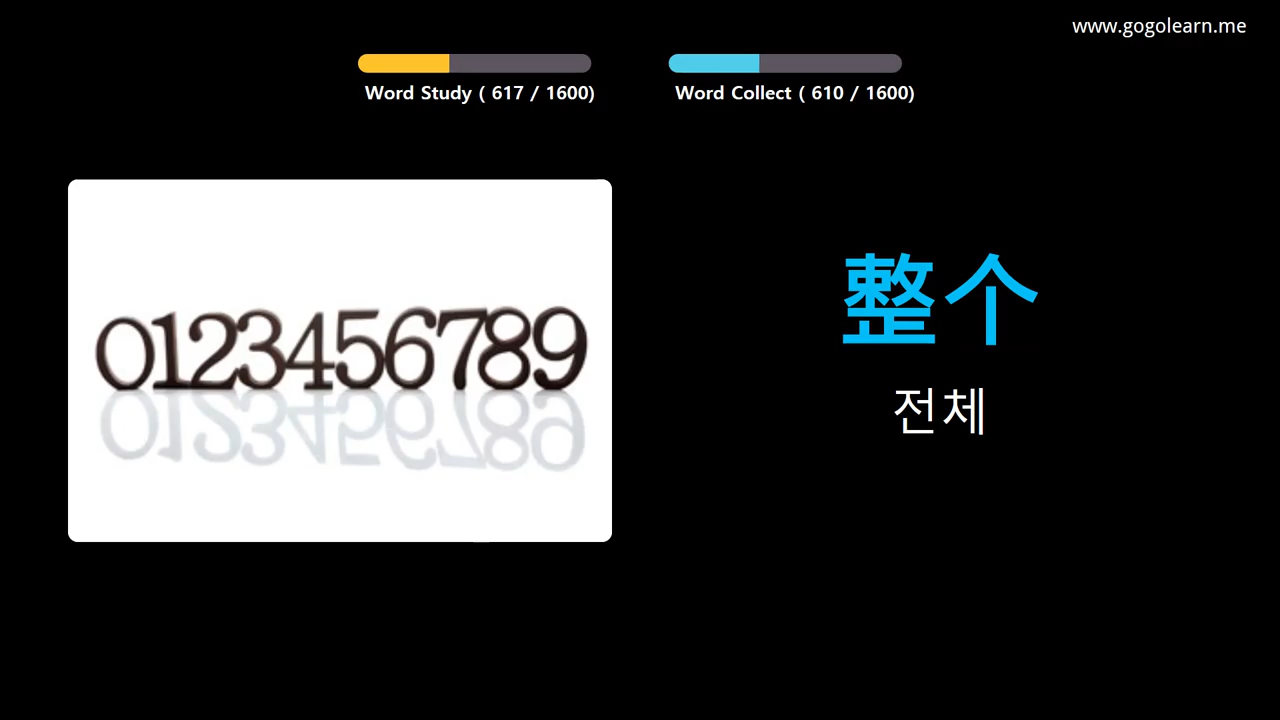 www.gogolearn.me
Word Study ( 617 / 1600)
Word Collect ( 610 / 1600)
0123456789
整个
전체